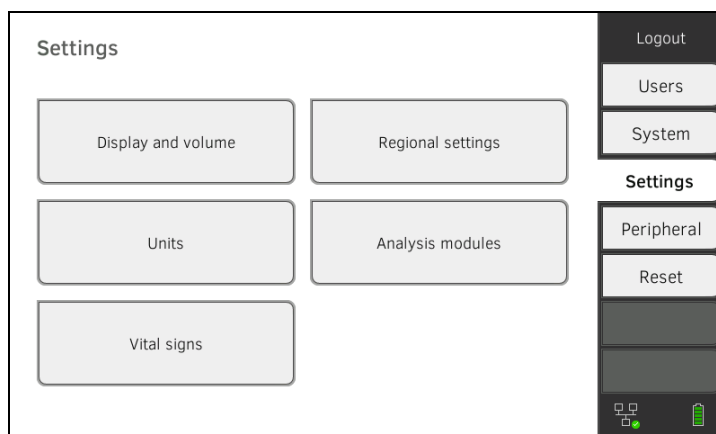 Settings
Display and volume
Regional settings
Units
Analysis modules
Vital signs
Logout
Users
System
Settings
Peripheral
Reset